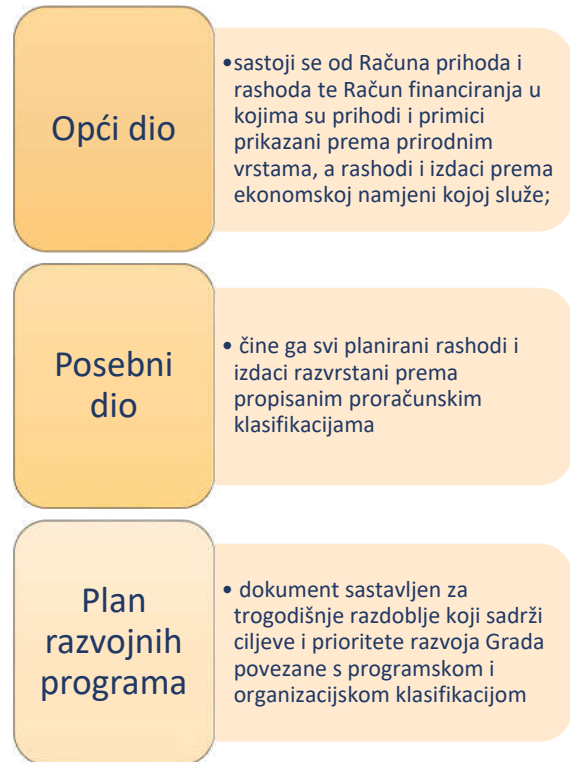 Opći dio
•sastoji se od Računa prihoda i
rashoda te Račun financiranja u
kojima su prihodi i primici
prikazani prema prirodnim
vrstama, a rashodi i izdaci prema
ekonomskoj namjeni kojoj služe;
Posebni
dio
• čine ga svi planirani rashodi i
izdaci razvrstani prema
propisanim proračunskim
klasifikacijama
Plan
razvojnih
programa
• dokument sastavljen za
trogodišnje razdoblje koji sadrži
ciljeve i prioritete razvoja Grada
povezane s programskom i
organizacijskom klasifikacijom